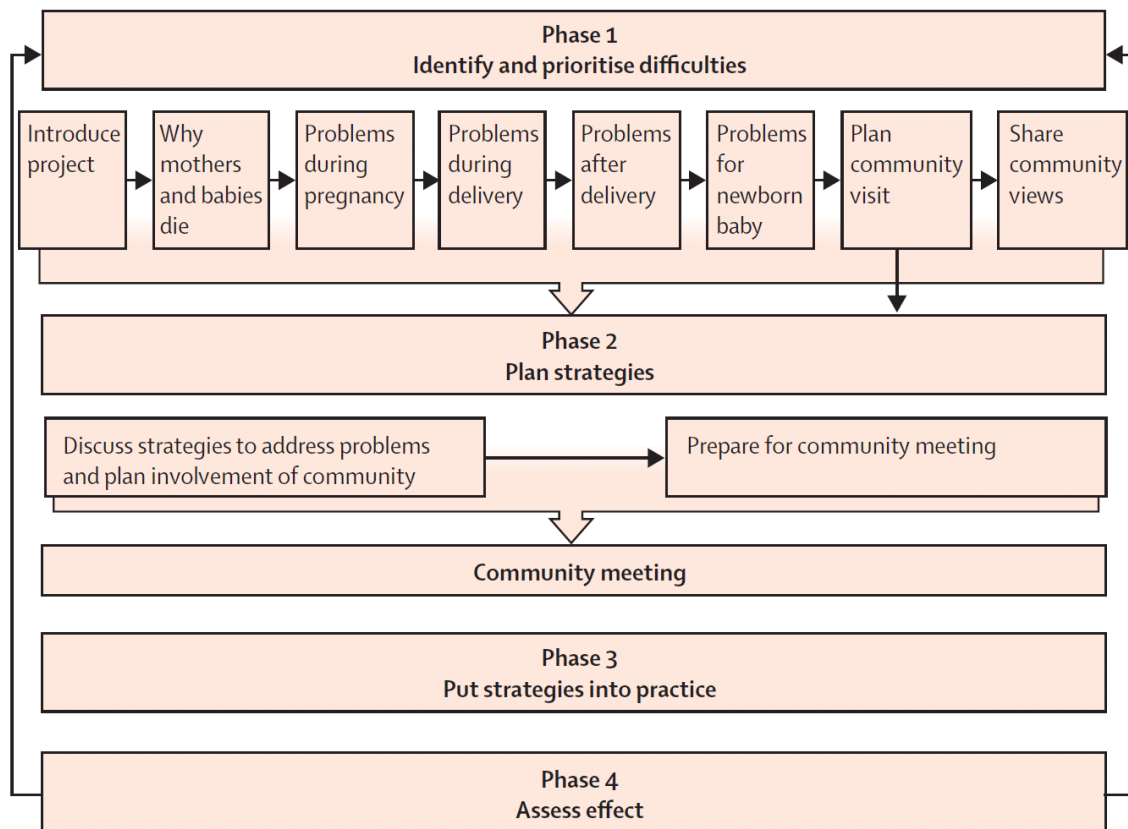 Phase 1
Identify and prioritise difficulties
Introduce
project
Why
mothers
and babies
die
Problems
during
pregnancy
Problems
during
delivery
Problems
after
delivery
Problems
for
newborn
baby
Plan
community
visit
Share
community
views
Phase 2
Plan strategies
Discuss strategies to address problems
and plan involvement of community
Prepare for community meeting
Community meeting
Phase 3
Put strategies into practice
Phase 4
Assess effect